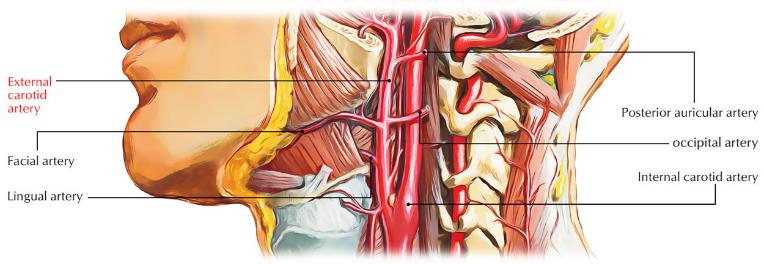 External
carotid
artery
Facial artery
Lingual artery
Posterior auricular artery
occipital artery
Internal carotid artery